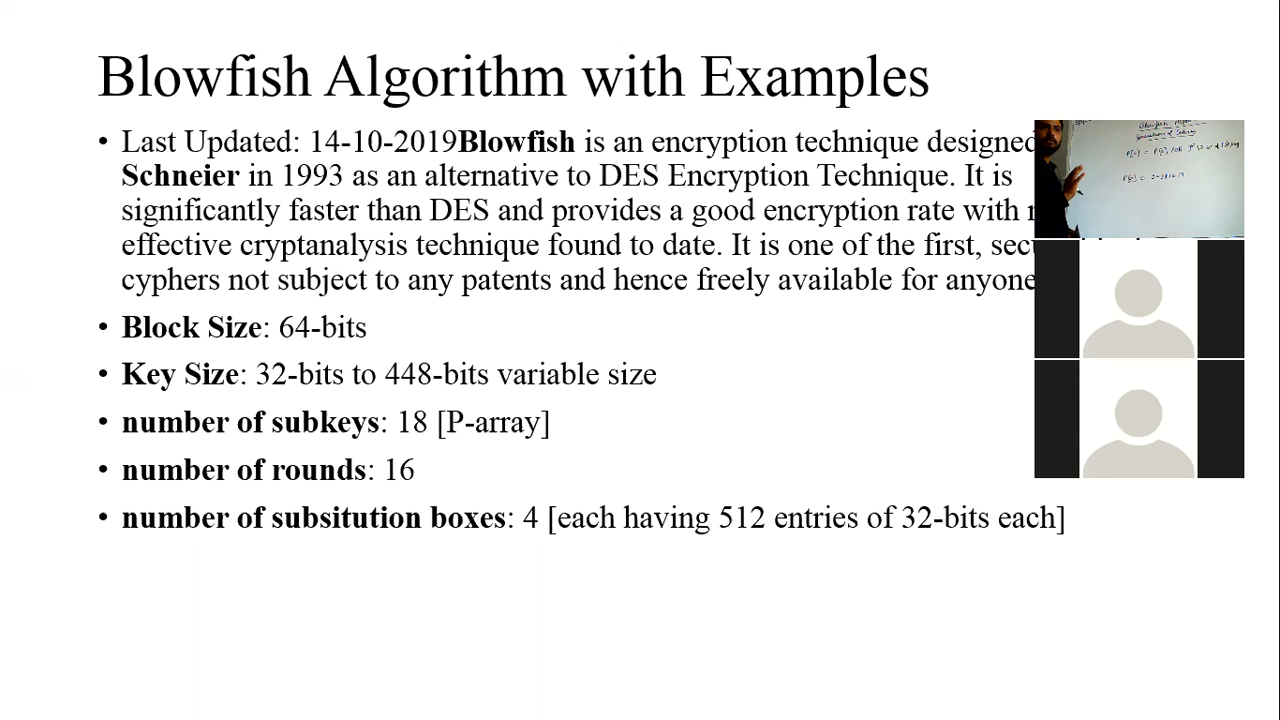 Blowfish Algorithm with Examples
• Last Updated: 14-10-2019Blowfish is an encryption technique designed
Schneier in 1993 as an alternative to DES Encryption Technique. It is
significantly faster than DES and provides a good encryption rate with
effective cryptanalysis technique found to date. It is one of the first,
cyphers not subject to any patents and hence freely available for anyone
• Block Size: 64-bits
• Key Size: 32-bits to 448-bits variable size
• number of subkeys: 18 [P-array]
• number of rounds: 16
• number of subsitution boxes: 4 [each having 512 entries of 32-bits each]